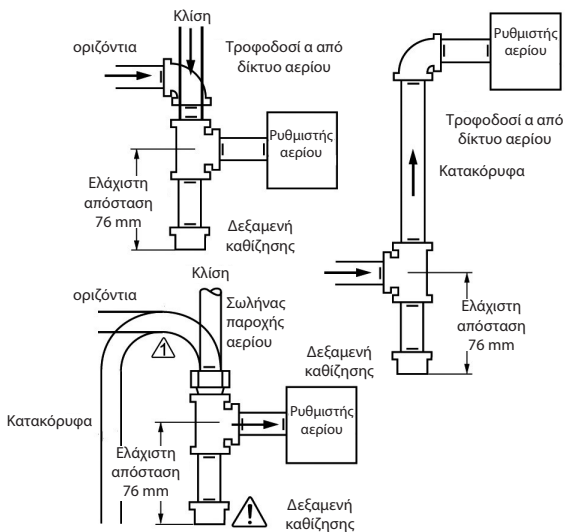 Κλίση
οριζόντια
Τροφοδοσί α από
δίκτυο αερίου
Ρυθμιστής
αερίου
Ελάχιστη
απόσταση
76 mm
Δεξαμενή
καθίζησης
Ρυθμιστής
αερίου
Τροφοδοσί α από
δίκτυο αερίου
Κατακόρυφα
Ελάχιστη
απόσταση
76 mm
Δεξαμενή
καθίζησης
Κλίση
οριζόντια
Σωλήνας
παροχής
αερίου
1
Κατακόρυφα
Ρυθμιστής
αερίου
Ελάχιστη
απόσταση
76 mm
!
Δεξαμενή
καθίζησης